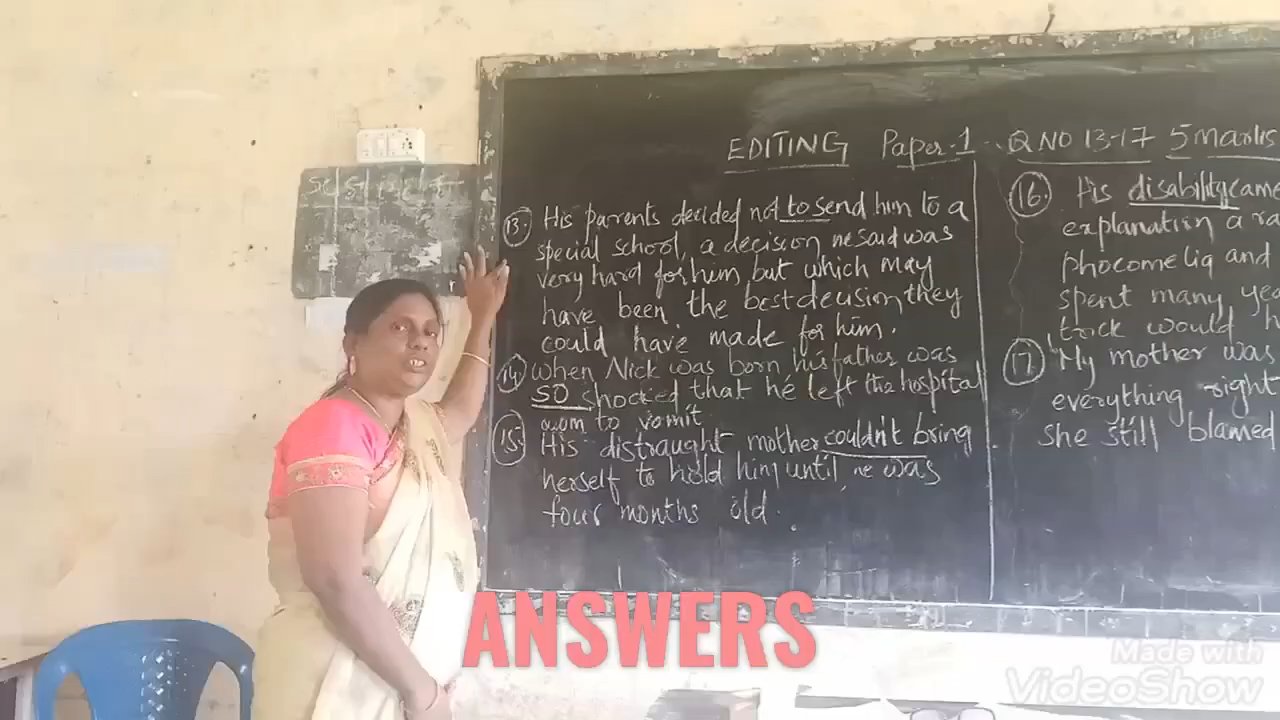 EDITING Paper-1 .. Q NO 13-17 5 Marks
13. His parents decided not to send him to a
special school, a decision he said was
very hard for him but which may
have been the best decision they
could have made for him.
14 When Nick was born his father was
SO shocked that he left the hospital
room to vomit
15. His distraught mother couldn't bring
herself to hold him until he was
four months old.
16. His disability came
explanation a ra
phocomelia and
spent many yea
trick would h
17. My mother was
everything right
she still blamed
ANSWERS
Made with
VideoShow